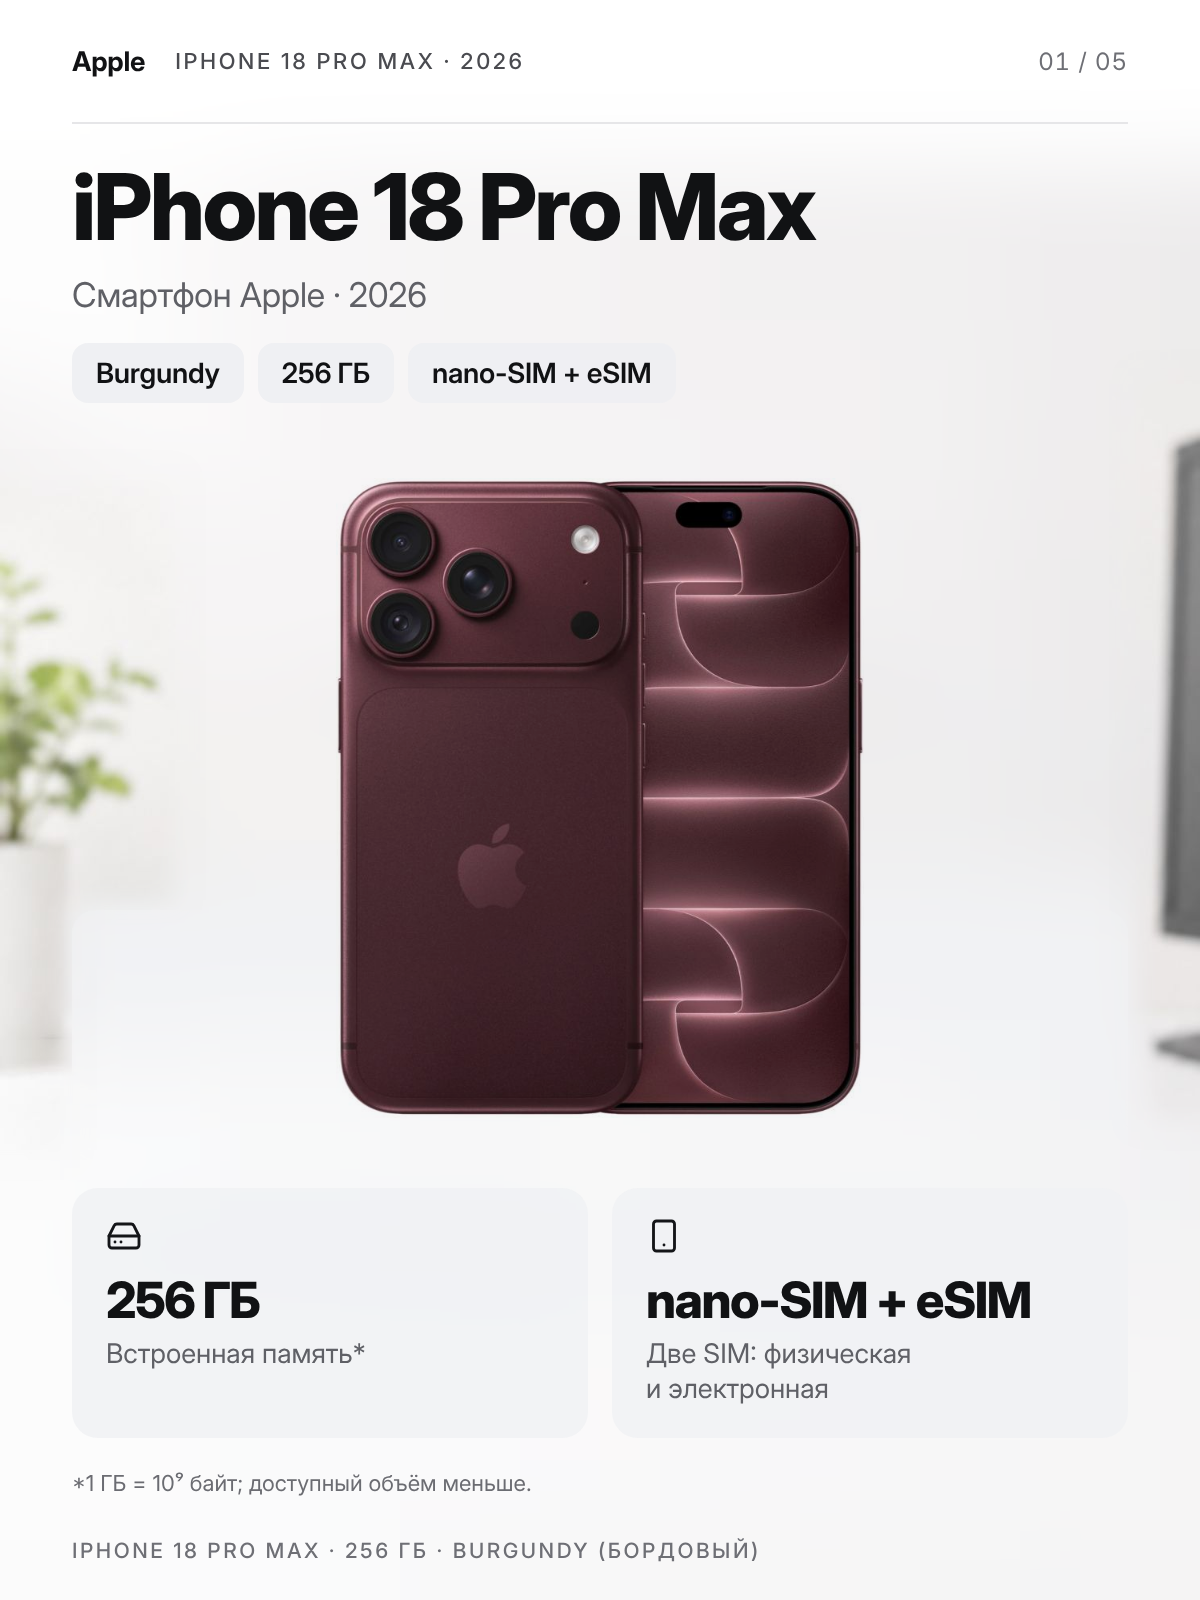 Apple IPHONE 18 PRO MAX · 2026 01 / 05
iPhone 18 Pro Max
Смартфон Apple · 2026
Burgundy 256 ГБ nano-SIM + eSIM
256 ГБ
Встроенная память*
nano-SIM + eSIM
Две SIM: физическая
и электронная
*1 ГБ = 10⁹ байт; доступный объём меньше.
IPHONE 18 PRO MAX · 256 ГБ · BURGUNDY (БОРДОВЫЙ)